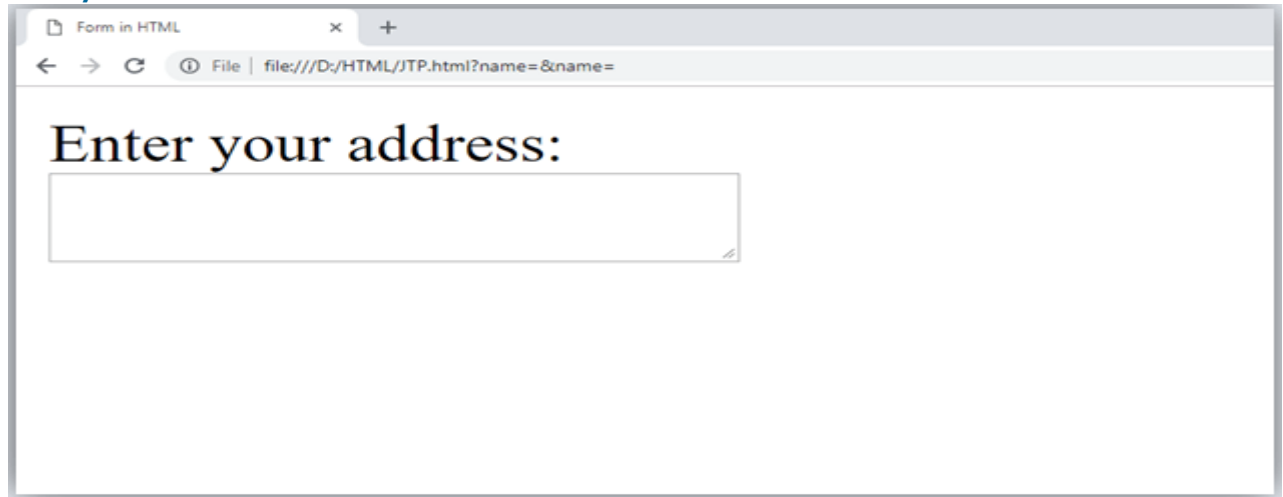 Form in HTML
File | file:///D:/HTML/JTP.html?name=&name=
Enter your address: